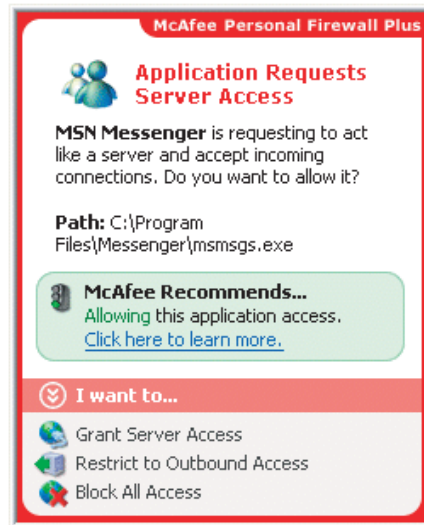 McAfee Personal Firewall Plus
Application Requests
Server Access
MSN Messenger is requesting to act
like a server and accept incoming
connections. Do you want to allow it?
Path: C:\Program
Files\Messenger\msmsgs.exe
McAfee Recommends...
Allowing this application access.
Click here to learn more.
I want to...
Grant Server Access
Restrict to Outbound Access
Block All Access